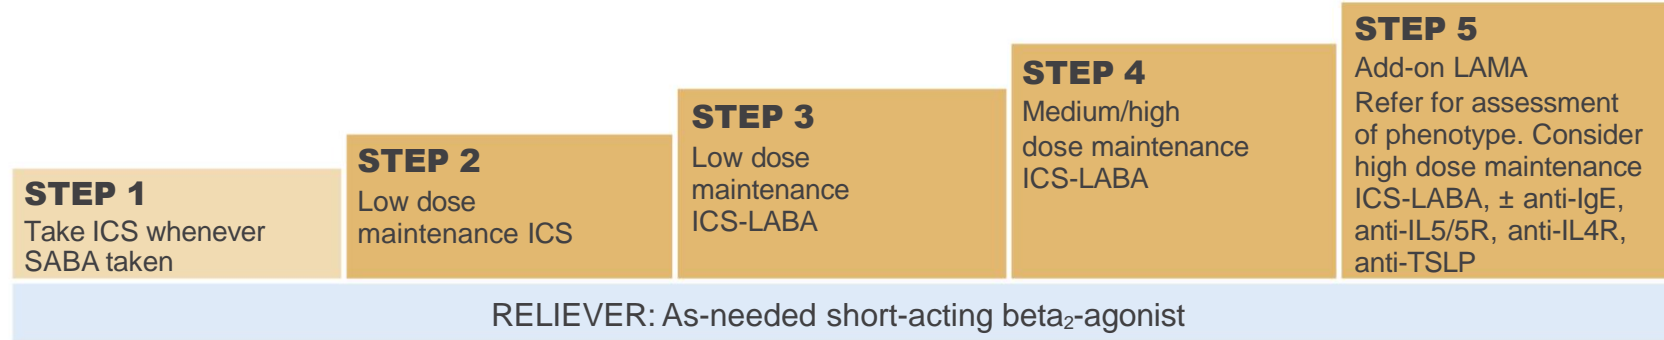 STEP 1
Take ICS whenever
SABA taken
STEP 2
Low dose
maintenance ICS
STEP 3
Low dose
maintenance
ICS-LABA
STEP 4
Medium/high
dose maintenance
ICS-LABA
STEP 5
Add-on LAMA
Refer for assessment
of phenotype. Consider
high dose maintenance
ICS-LABA, ± anti-IgE,
anti-IL5/5R, anti-IL4R,
anti-TSLP
RELIEVER: As-needed short-acting beta₂-agonist